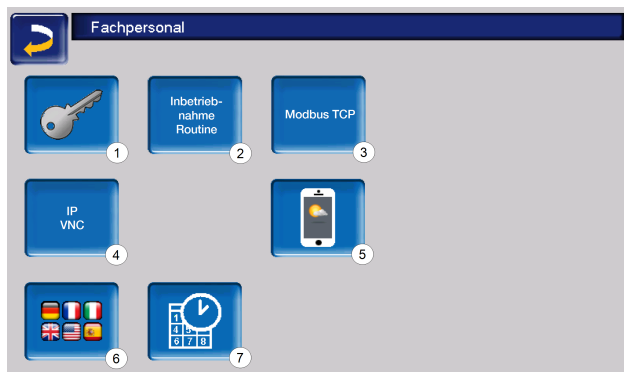 Fachpersonal
Inbetrieb-
nahme
Routine
Modbus TCP
1
2
3
IP
VNC
4
5
1
4 5
6 7 8
6
7